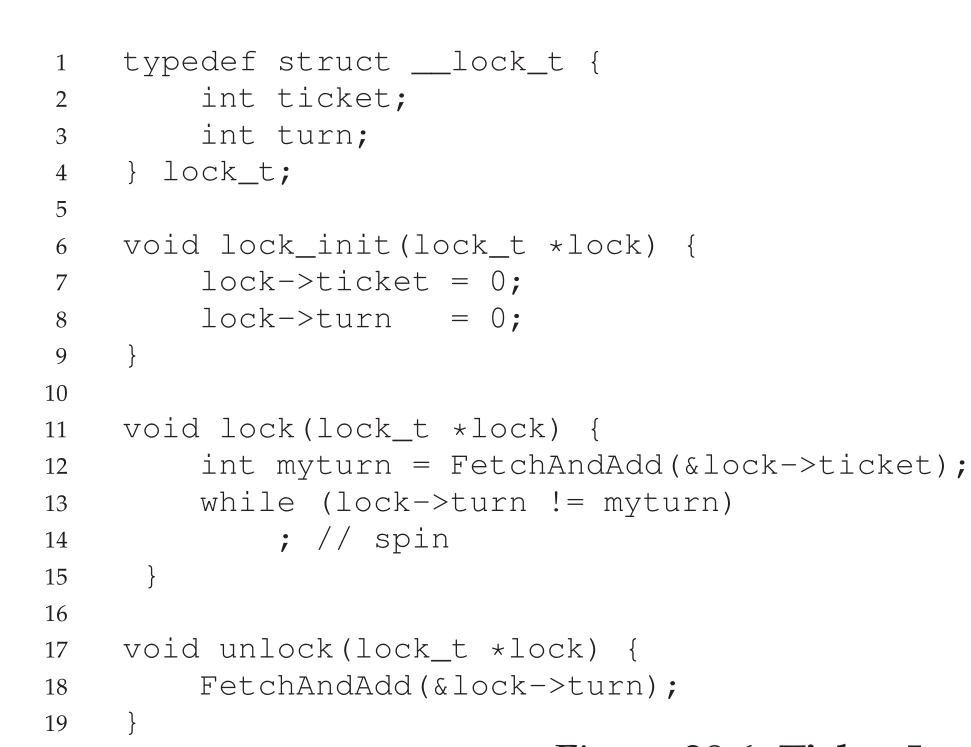 1 typedef struct __lock_t {
2 int ticket;
3 int turn;
4 } lock_t;
5
6 void lock_init(lock_t *lock) {
7 lock->ticket = 0;
8 lock->turn = 0;
9 }
10
11 void lock(lock_t *lock) {
12 int myturn = FetchAndAdd(&lock->ticket);
13 while (lock->turn != myturn)
14 ; // spin
15 }
16
17 void unlock(lock_t *lock) {
18 FetchAndAdd(&lock->turn);
19 }